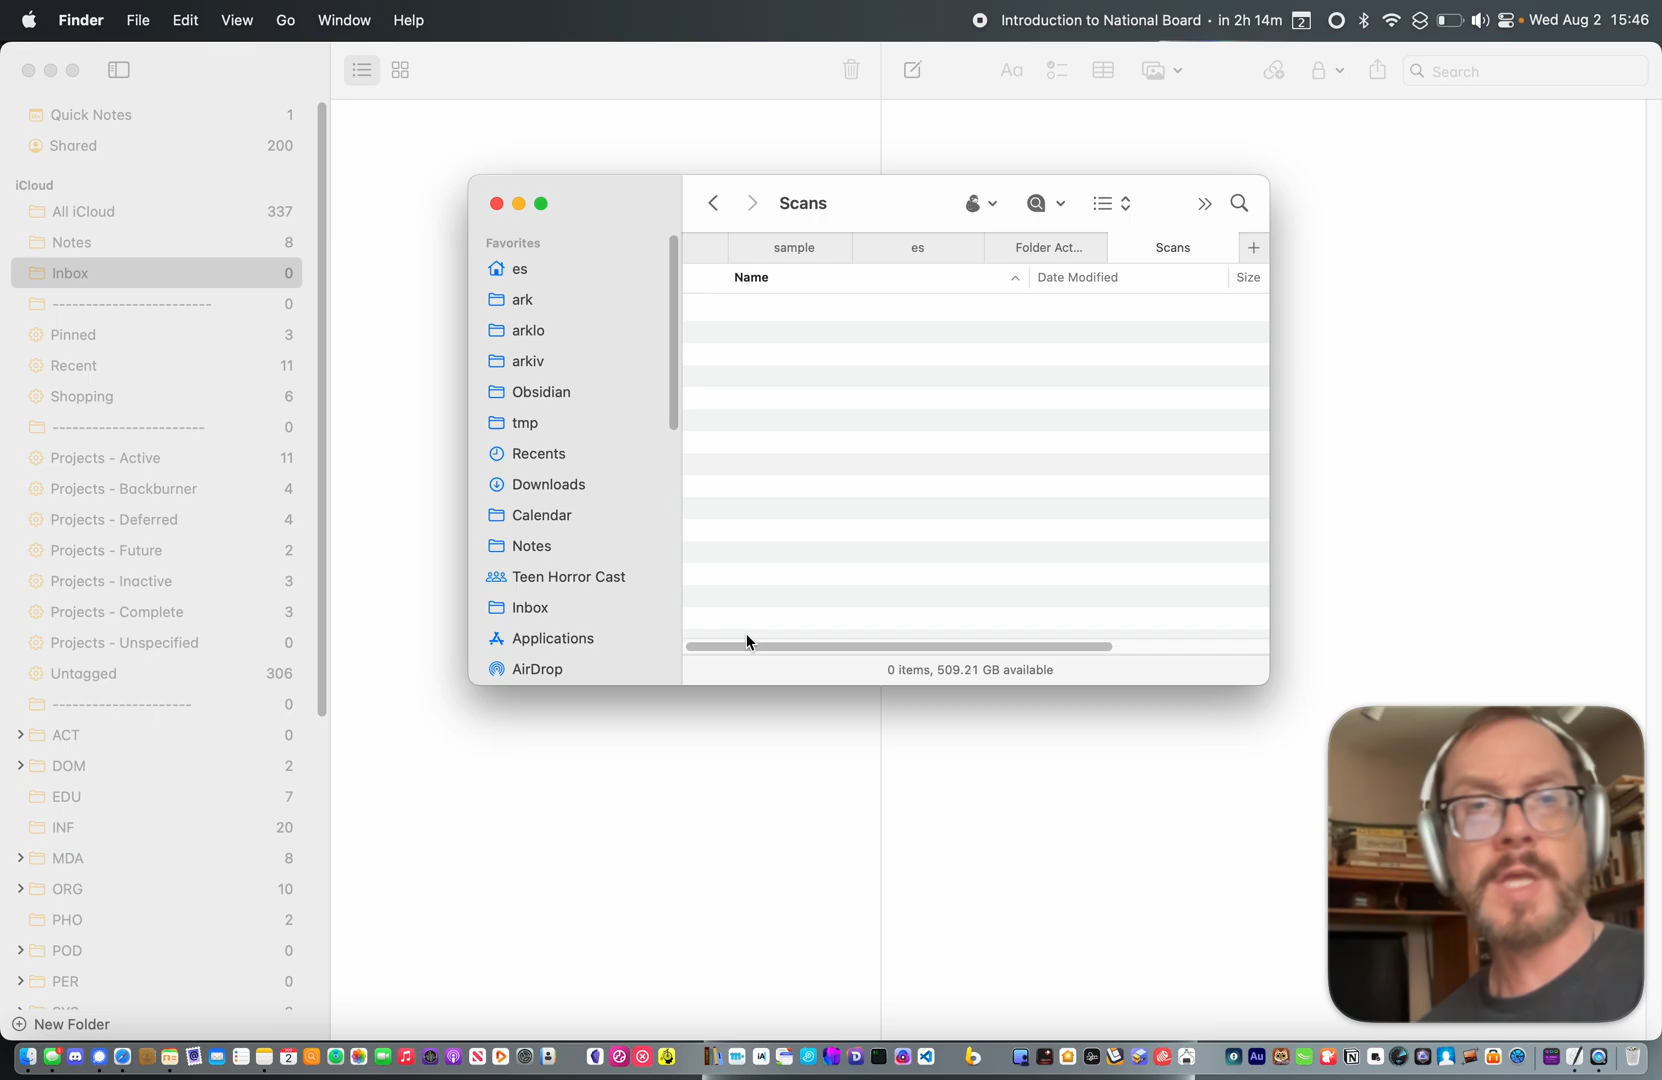 Finder File Edit View Go Window Help
Introduction to National Board · in 2h 14m 2 Wed Aug 2 15:46
Aa
Search
Quick Notes 1
Shared 200
iCloud
All iCloud 337
Notes 8
Inbox 0
------------------------ 0
Pinned 3
Recent 11
Shopping 6
----------------------- 0
Projects - Active 11
Projects - Backburner 4
Projects - Deferred 4
Projects - Future 2
Projects - Inactive 3
Projects - Complete 3
Projects - Unspecified 0
Untagged 306
--------------------- 0
ACT 0
DOM 2
EDU 7
INF 20
MDA 8
ORG 10
PHO 2
POD 0
PER 0
New Folder
Favorites
es
ark
arklo
arkiv
Obsidian
tmp
Recents
Downloads
Calendar
Notes
Teen Horror Cast
Inbox
Applications
AirDrop
Scans
sample es Folder Act... Scans
Name Date Modified Size
0 items, 509.21 GB available
2
iA
D
Au
N